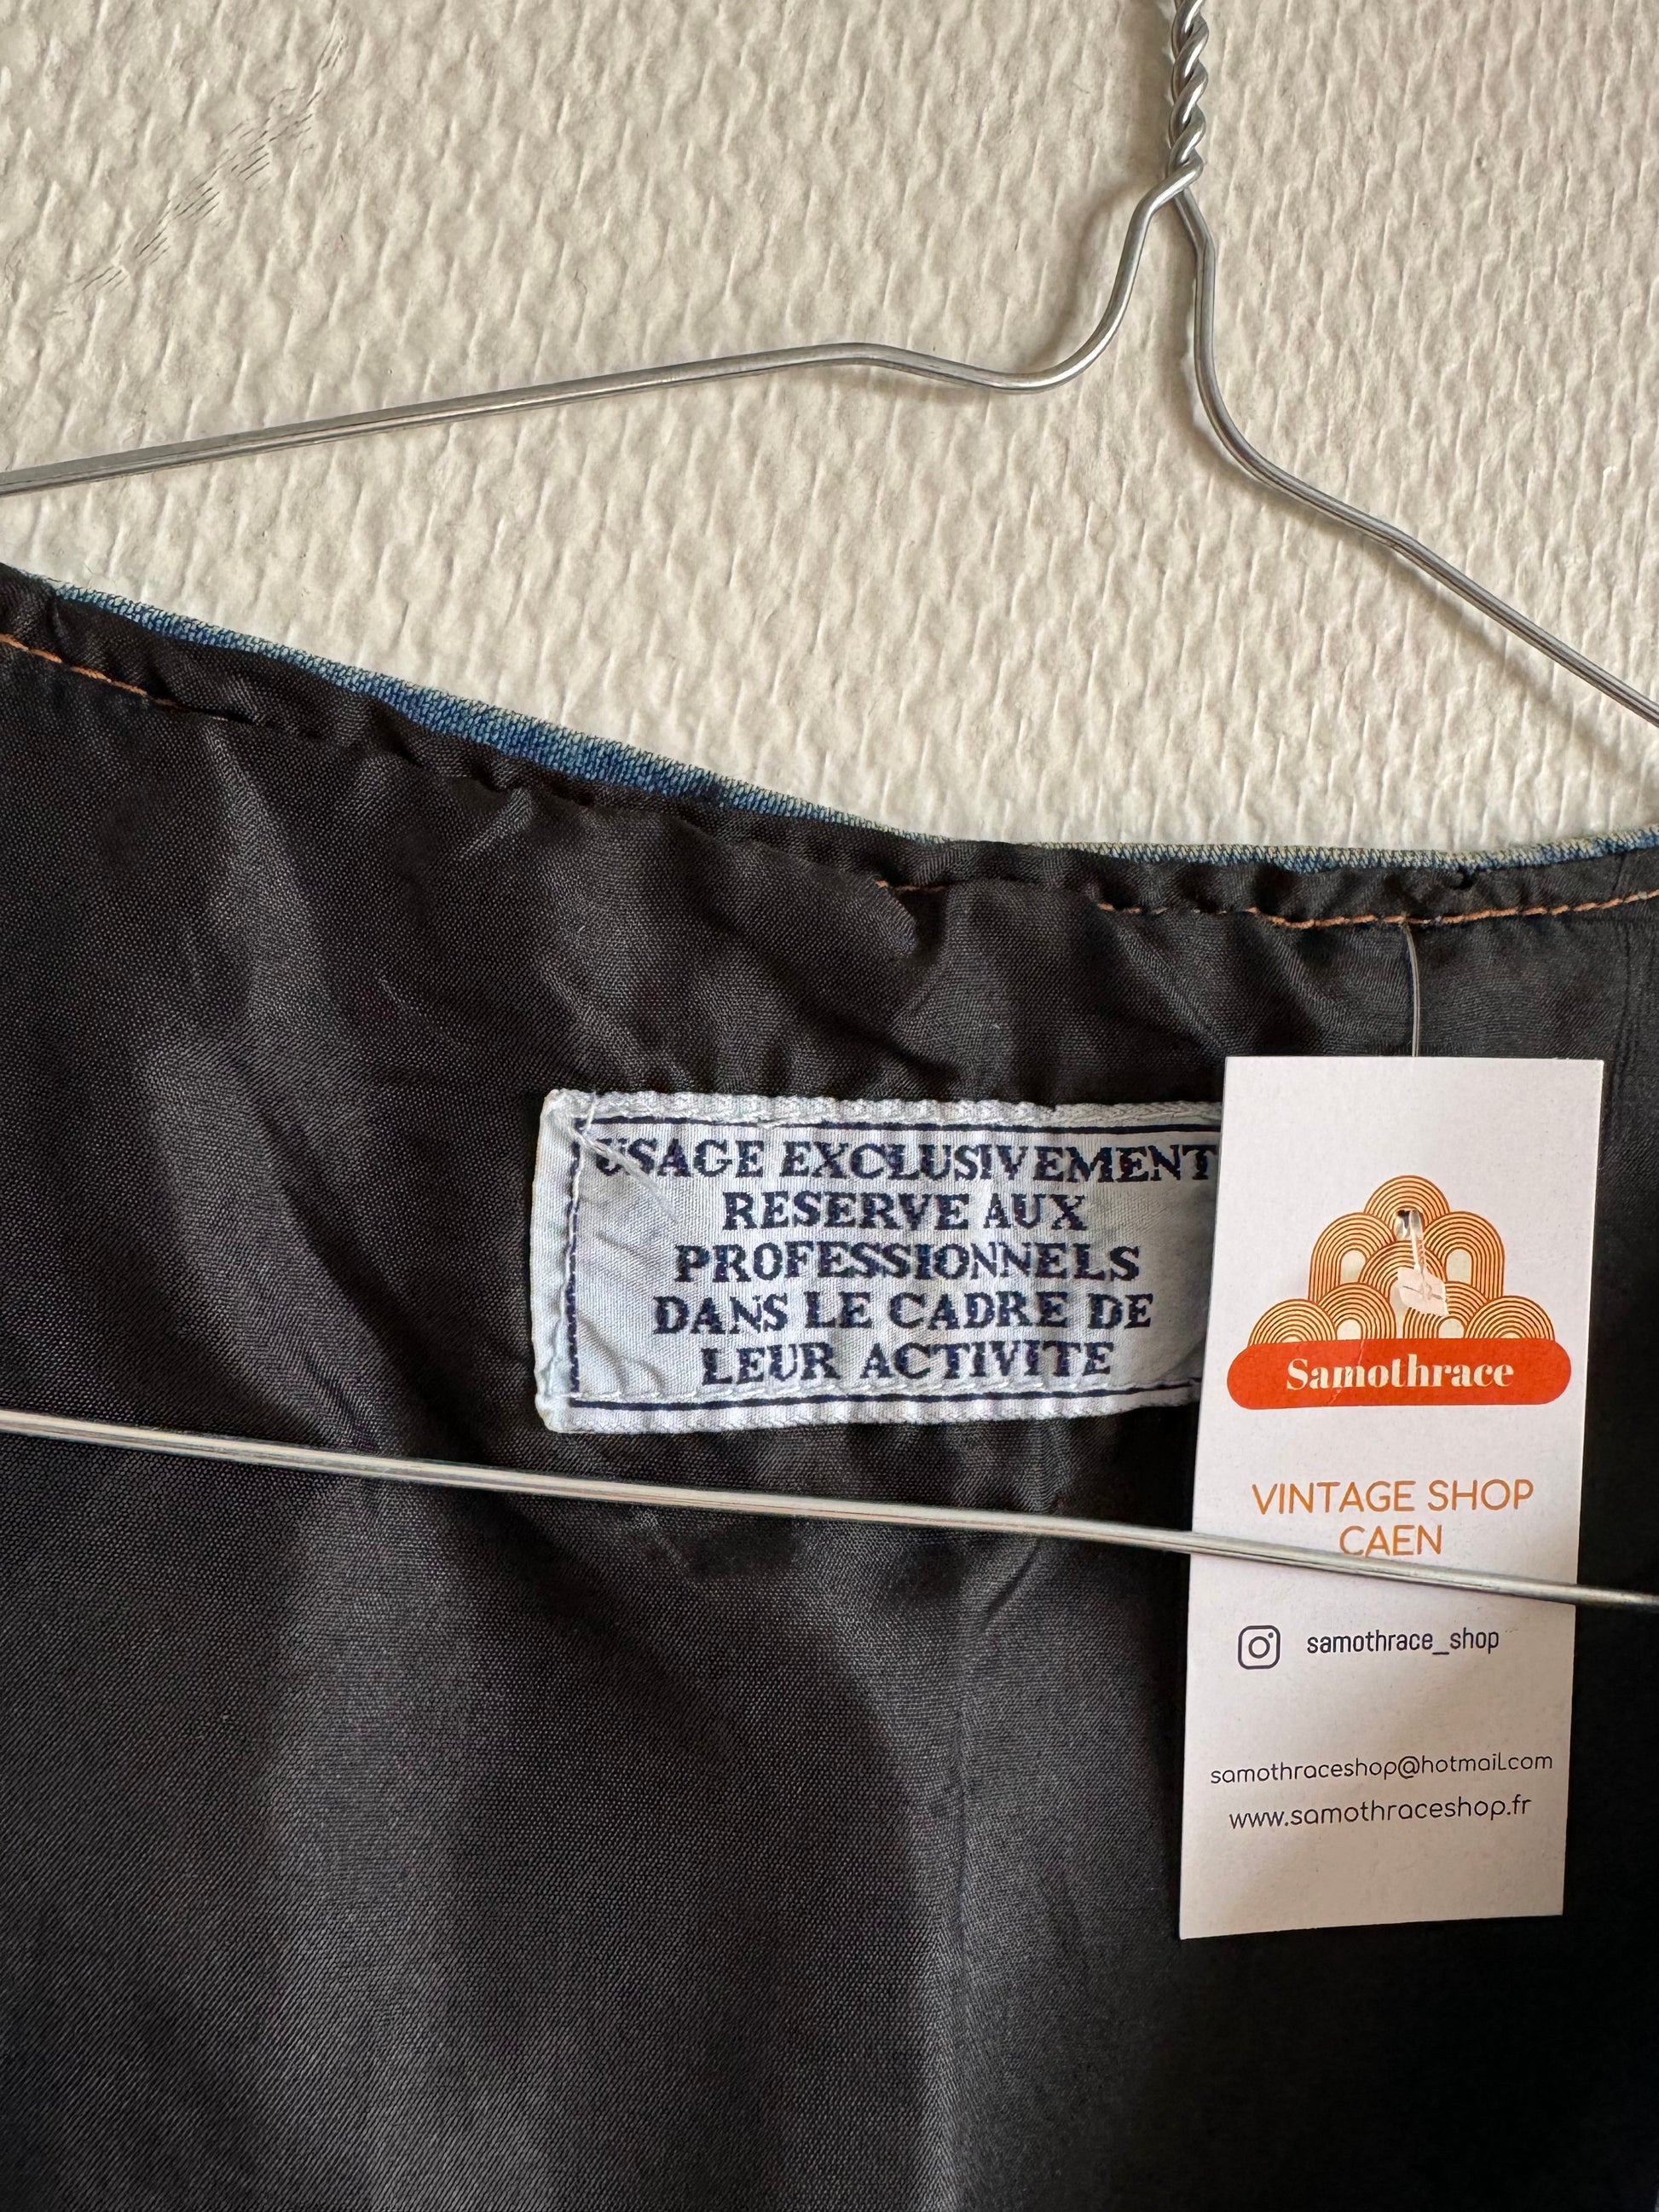 USAGE EXCLUSIVEMENT
RESERVE AUX
PROFESSIONNELS
DANS LE CADRE DE
LEUR ACTIVITE
Samothrace
VINTAGE SHOP
CAEN
samothrace_shop
samothraceshop@hotmail.com
www.samothraceshop.fr